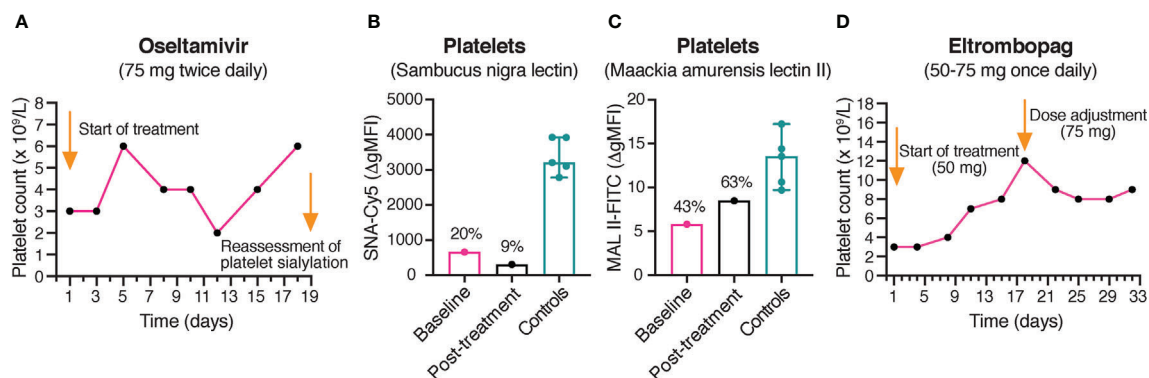 A
Oseltamivir
(75 mg twice daily)
Platelet count (x 10⁹/L)
8
7
6
5
4
3
2
1
0
Start of treatment
Reassessment of
platelet sialylation
1 3 5 7 9 11 13 15 17 19
Time (days)
B
Platelets
(Sambucus nigra lectin)
SNA-Cy5 (ΔgMFI)
5000
4000
3000
2000
1000
0
20%
9%
Baseline
Post-treatment
Controls
C
Platelets
(Maackia amurensis lectin II)
MAL II-FITC (ΔgMFI)
20
15
10
5
0
43%
63%
Baseline
Post-treatment
Controls
D
Eltrombopag
(50-75 mg once daily)
Platelet count (x 10⁹/L)
18
16
14
12
10
8
6
4
2
0
Dose adjustment
(75 mg)
Start of treatment
(50 mg)
1 5 9 13 17 21 25 29 33
Time (days)